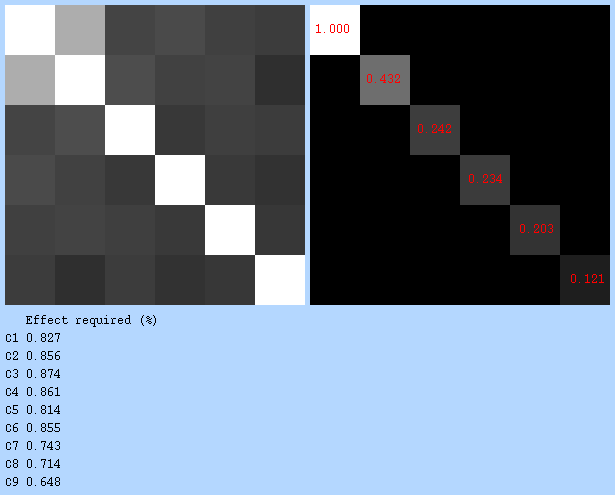 1.000
0.432
0.242
0.234
0.203
0.121
Effect required (%)
C1 0.827
C2 0.856
C3 0.874
C4 0.861
C5 0.814
C6 0.855
C7 0.743
C8 0.714
C9 0.648